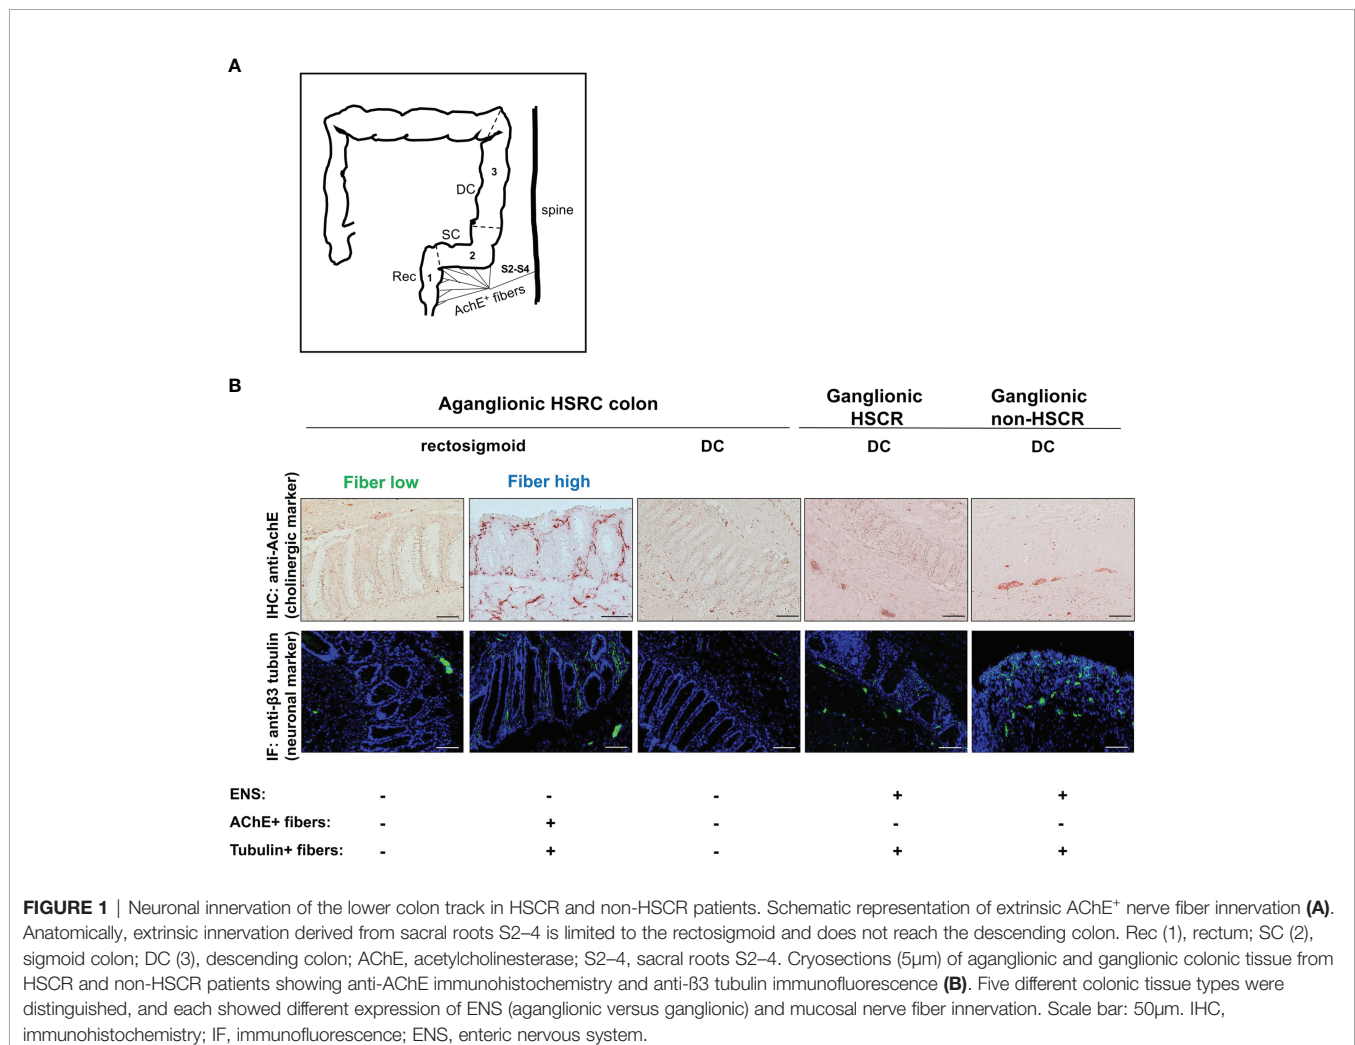 A
3
DC
spine
SC
2
S2-S4
Rec
1
AchE+ fibers
B
Aganglionic HSRC colon
Ganglionic
HSCR
Ganglionic
non-HSCR
rectosigmoid
DC
DC
DC
Fiber low
Fiber high
IHC: anti-AchE
(cholinergic marker)
IF: anti-β3 tubulin
(neuronal marker)
ENS: - - - + +
AChE+ fibers: - + - - -
Tubulin+ fibers: - + - + +
FIGURE 1 | Neuronal innervation of the lower colon track in HSCR and non-HSCR patients. Schematic representation of extrinsic AChE+ nerve fiber innervation (A).
Anatomically, extrinsic innervation derived from sacral roots S2–4 is limited to the rectosigmoid and does not reach the descending colon. Rec (1), rectum; SC (2),
sigmoid colon; DC (3), descending colon; AChE, acetylcholinesterase; S2–4, sacral roots S2–4. Cryosections (5μm) of aganglionic and ganglionic colonic tissue from
HSCR and non-HSCR patients showing anti-AChE immunohistochemistry and anti-ß3 tubulin immunofluorescence (B). Five different colonic tissue types were
distinguished, and each showed different expression of ENS (aganglionic versus ganglionic) and mucosal nerve fiber innervation. Scale bar: 50μm. IHC,
immunohistochemistry; IF, immunofluorescence; ENS, enteric nervous system.